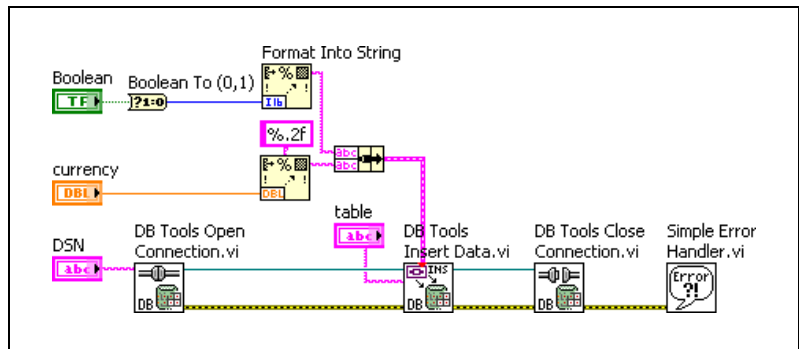 Format Into String
Boolean
Boolean To (0,1)
%
TF
?1=0
I16
%.2f
abc
abc
currency
%
DBL
DBL
table
DSN
DB Tools Open
Connection.vi
abc
DB Tools
Insert Data.vi
DB Tools Close
Connection.vi
Simple Error
Handler.vi
abc
INS
Error
?!
DB
DB
DB